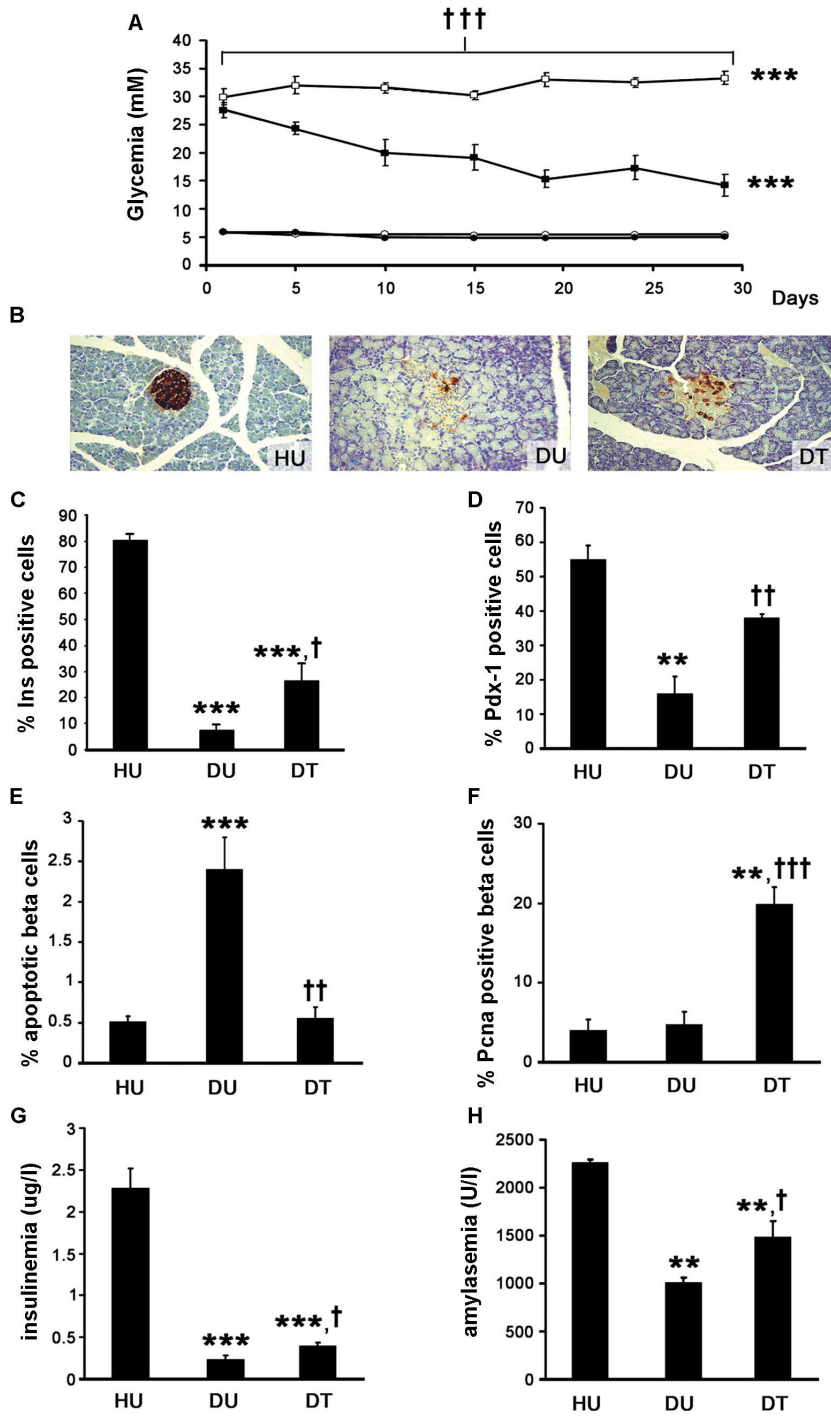 A
†††
Glycemia (mM)
40
35
30
25
20
15
10
5
0
***
***
0 5 10 15 20 25 30
Days
B
HU
DU
DT
C
% Ins positive cells
90
80
70
60
50
40
30
20
10
0
***
***,†
HU DU DT
D
% Pdx-1 positive cells
70
60
50
40
30
20
10
0
**
††
HU DU DT
E
% apoptotic beta cells
3
2.5
2
1.5
1
0.5
0
***
††
HU DU DT
F
% Pcna positive beta cells
30
20
10
0
**,†††
HU DU DT
G
insulinemia (ug/l)
3
2.5
2
1.5
1
0.5
0
***
***,†
HU DU DT
H
amylasemia (U/l)
2500
2000
1500
1000
500
0
**
**,†
HU DU DT